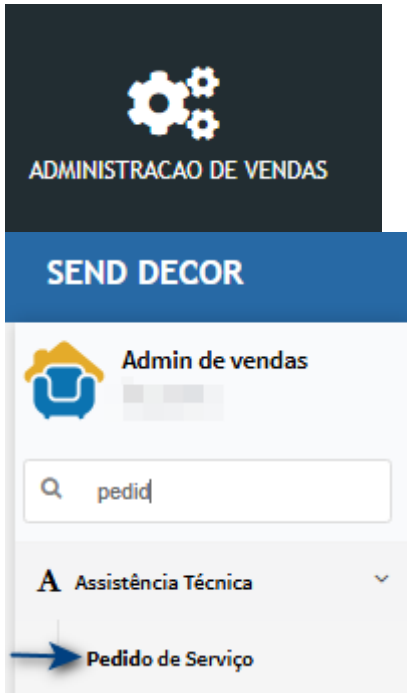 ADMINISTRACAO DE VENDAS
SEND DECOR
Admin de vendas
pedid
A Assistência Técnica
Pedido de Serviço